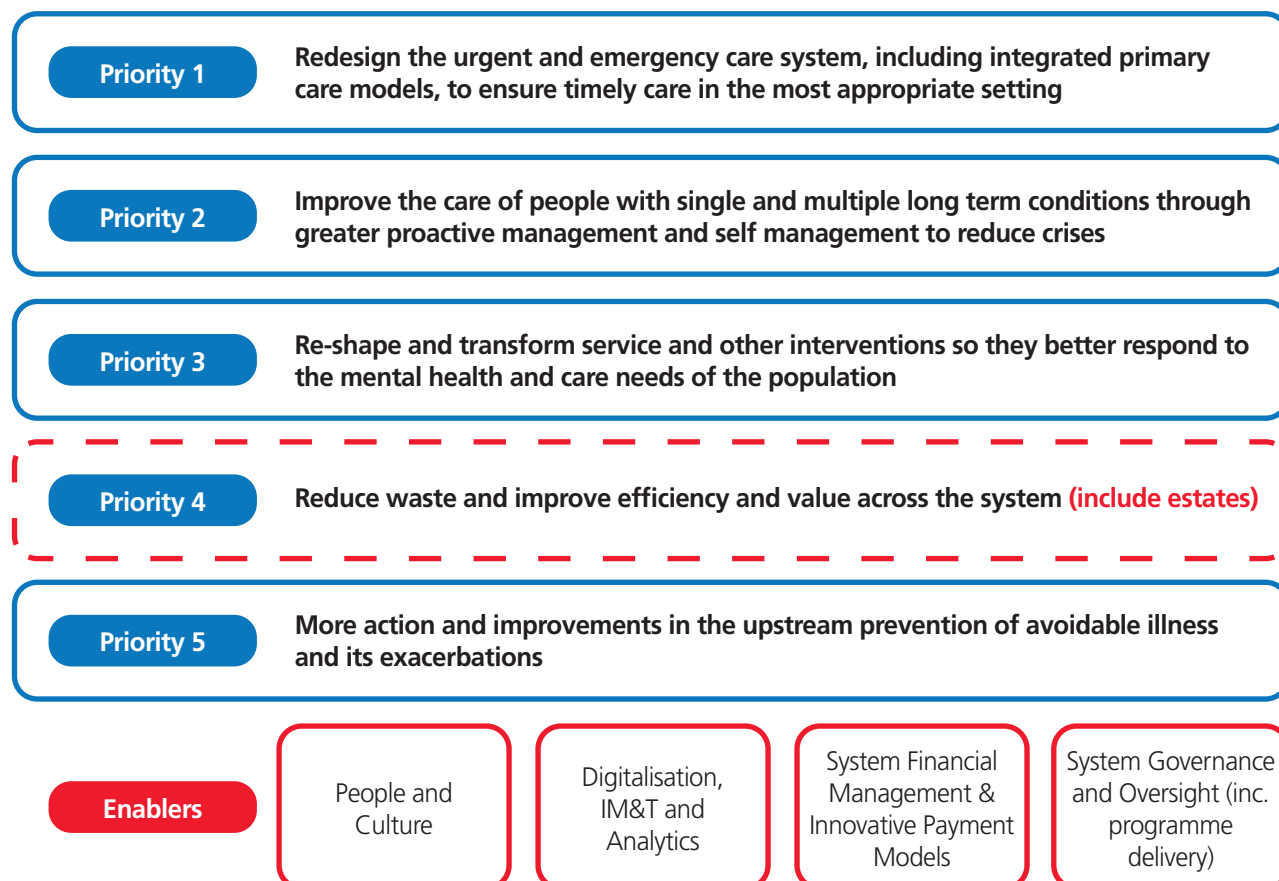 Priority 1
Redesign the urgent and emergency care system, including integrated primary
care models, to ensure timely care in the most appropriate setting
Priority 2
Improve the care of people with single and multiple long term conditions through
greater proactive management and self management to reduce crises
Priority 3
Re-shape and transform service and other interventions so they better respond to
the mental health and care needs of the population
Priority 4
Reduce waste and improve efficiency and value across the system (include estates)
Priority 5
More action and improvements in the upstream prevention of avoidable illness
and its exacerbations
Enablers
People and
Culture
Digitalisation,
IM&T and
Analytics
System Financial
Management &
Innovative Payment
Models
System Governance
and Oversight (inc.
programme
delivery)